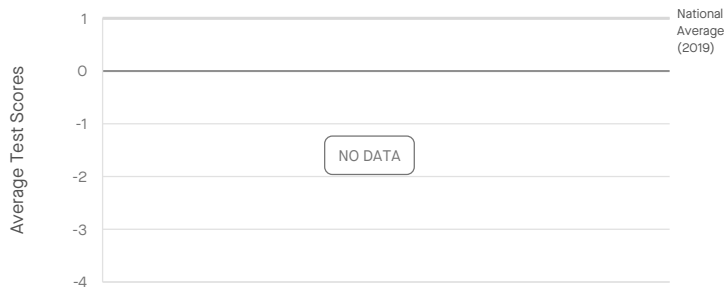 1
National
Average
(2019)
0
-1
NO DATA
-2
-3
-4
Average Test Scores